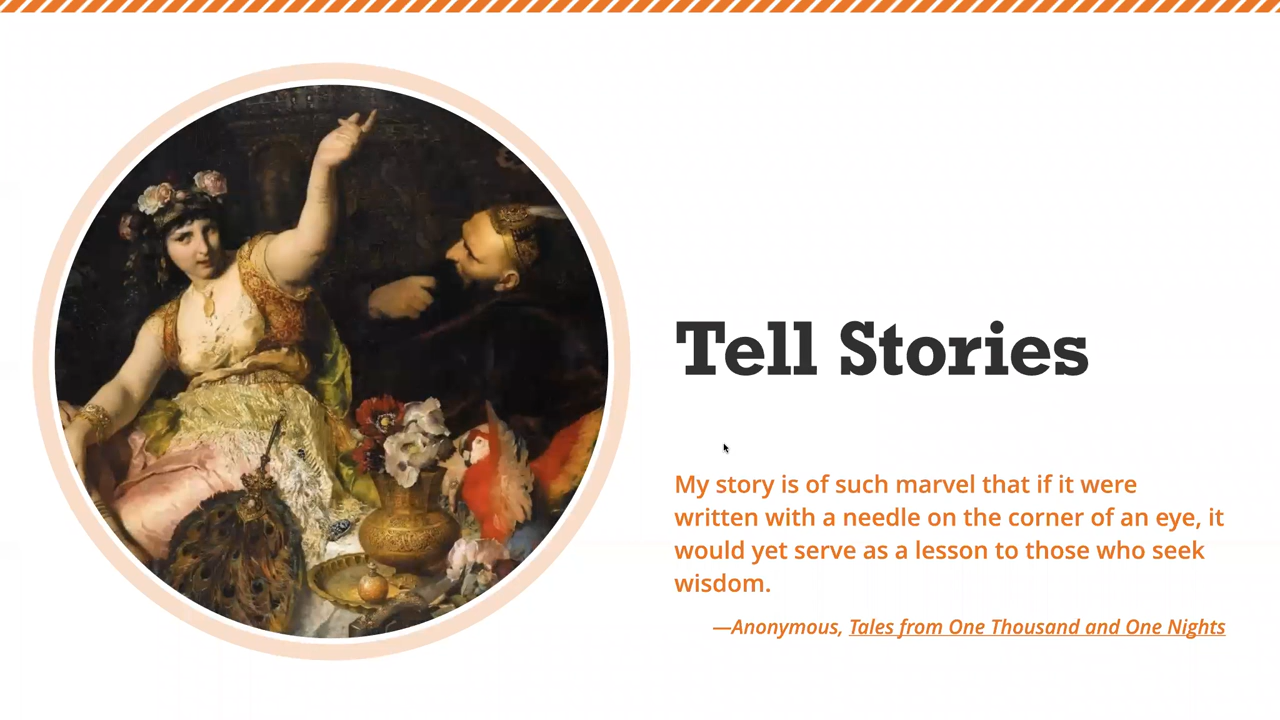 Tell Stories
My story is of such marvel that if it were
written with a needle on the corner of an eye, it
would yet serve as a lesson to those who seek
wisdom.
—Anonymous, Tales from One Thousand and One Nights